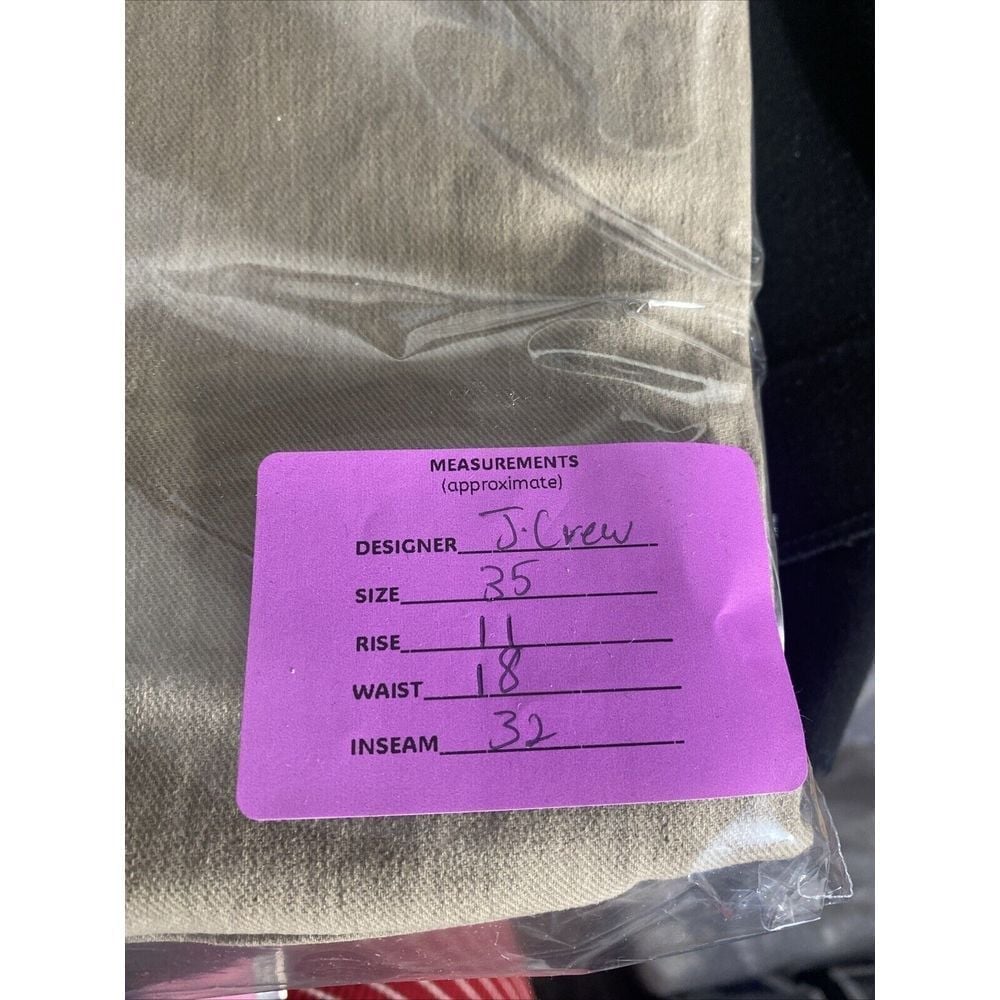 MEASUREMENTS
(approximate)
DESIGNER J.Crew
SIZE 35
RISE 11
WAIST 18
INSEAM 32